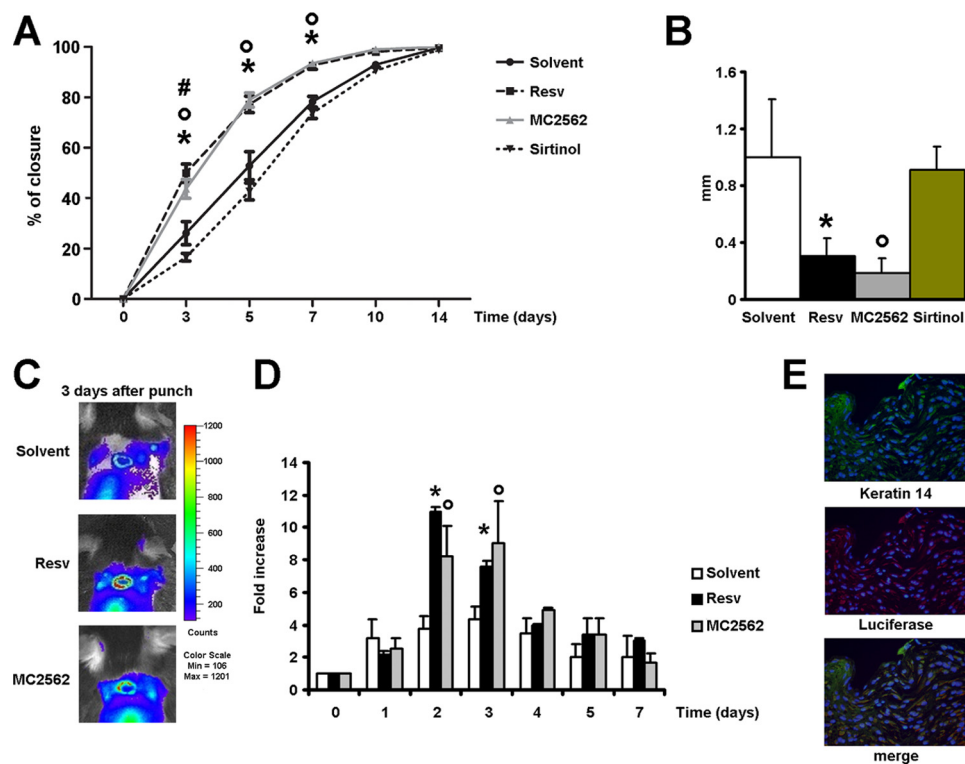 A
% of closure
100
80
60
40
20
0
#
°
*
°
*
°
*
0 3 5 7 10 14 Time (days)
Solvent
Resv
MC2562
Sirtinol
B
mm
1.6
1.2
0.8
0.4
0
*
°
Solvent Resv MC2562 Sirtinol
C
3 days after punch
Solvent
Resv
MC2562
1200
1000
800
600
400
200
Counts
Color Scale
Min = 106
Max = 1201
D
Fold increase
14
12
10
8
6
4
2
0
* °
* °
0 1 2 3 4 5 7 Time (days)
Solvent
Resv
MC2562
E
Keratin 14
Luciferase
merge